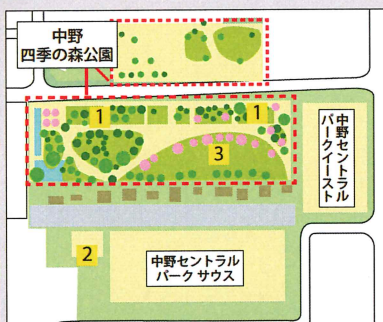 中野
四季の森公園
1
1
3
2
中野セントラル
パークイースト
中野セントラル
パーク サウス